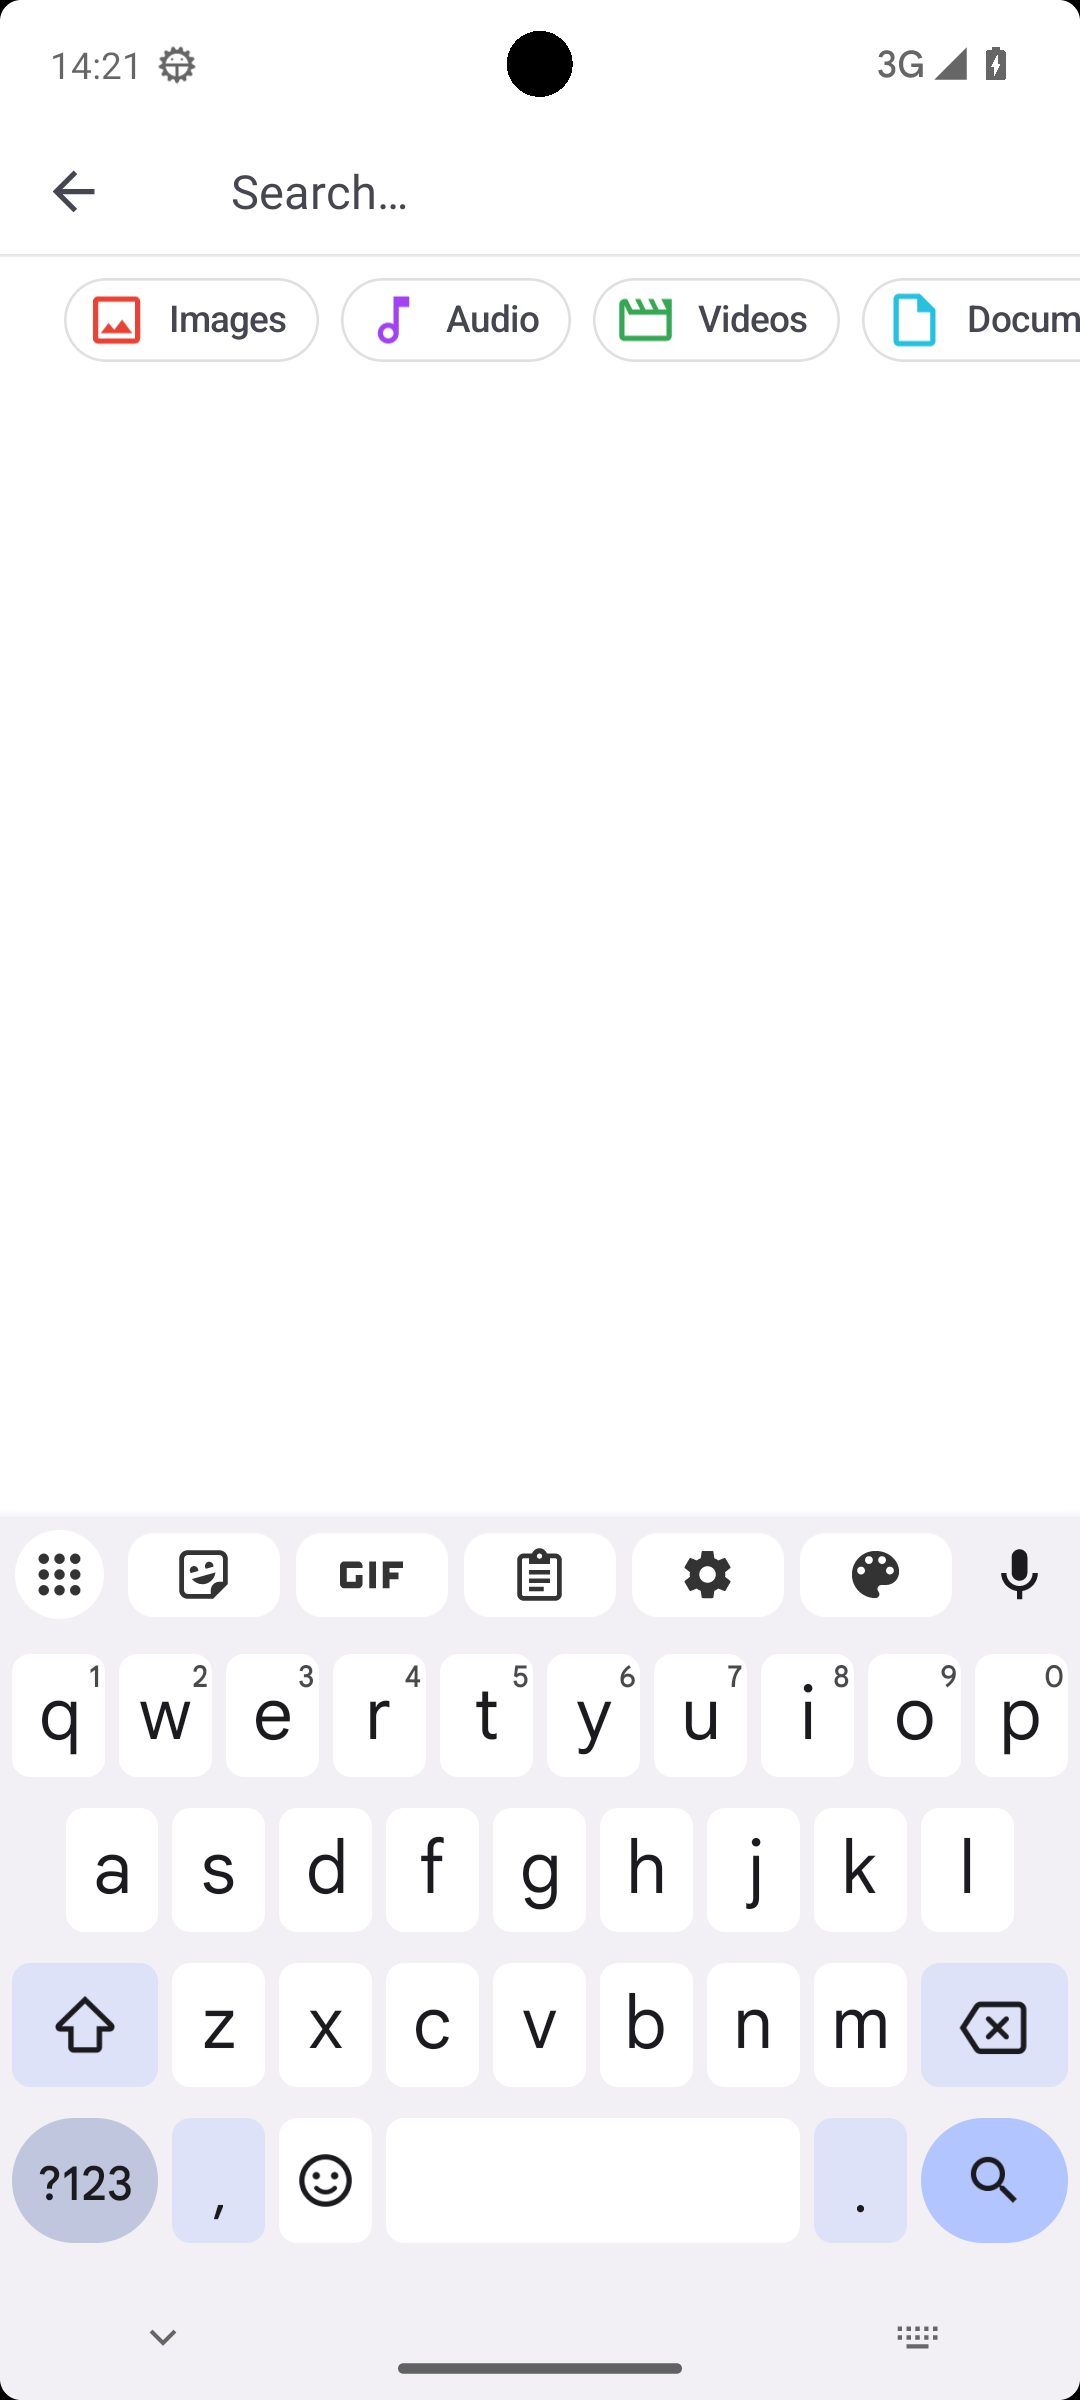 14:21
3G
Search…
Images
Audio
Videos
Docum
GIF
q1 w2 e3 r4 t5 y6 u7 i8 o9 p0
a s d f g h j k l
z x c v b n m
?123 , .